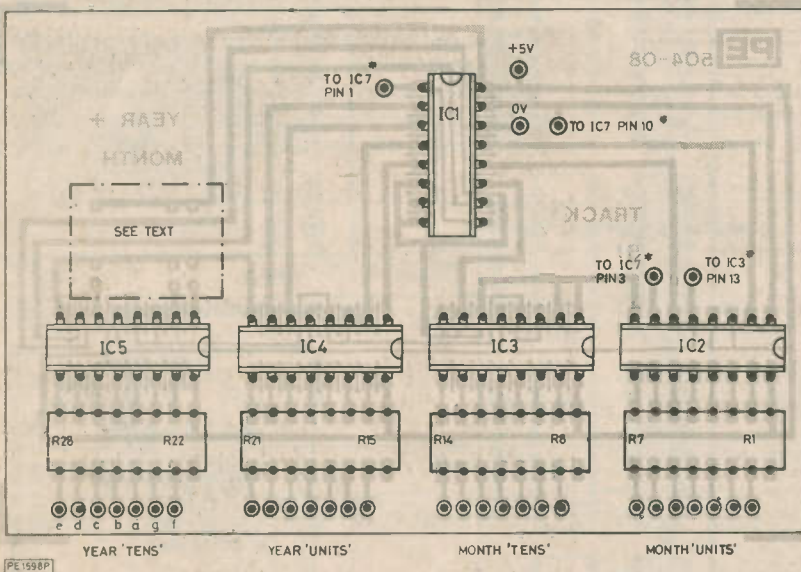 +5V
PE 504-08
TO IC7 *
PIN 1
IC1
0V
TO IC7 PIN 10 *
YEAR +
MONTH
TRACK
SEE TEXT
TO IC7 *
PIN3
TO IC3 *
PIN 13
IC5
IC4
IC3
IC2
R28
R22
R21
R15
R14
R8
R7
R1
e d c b a g f
YEAR 'TENS'
YEAR 'UNITS'
MONTH 'TENS'
MONTH 'UNITS'
PE1598P